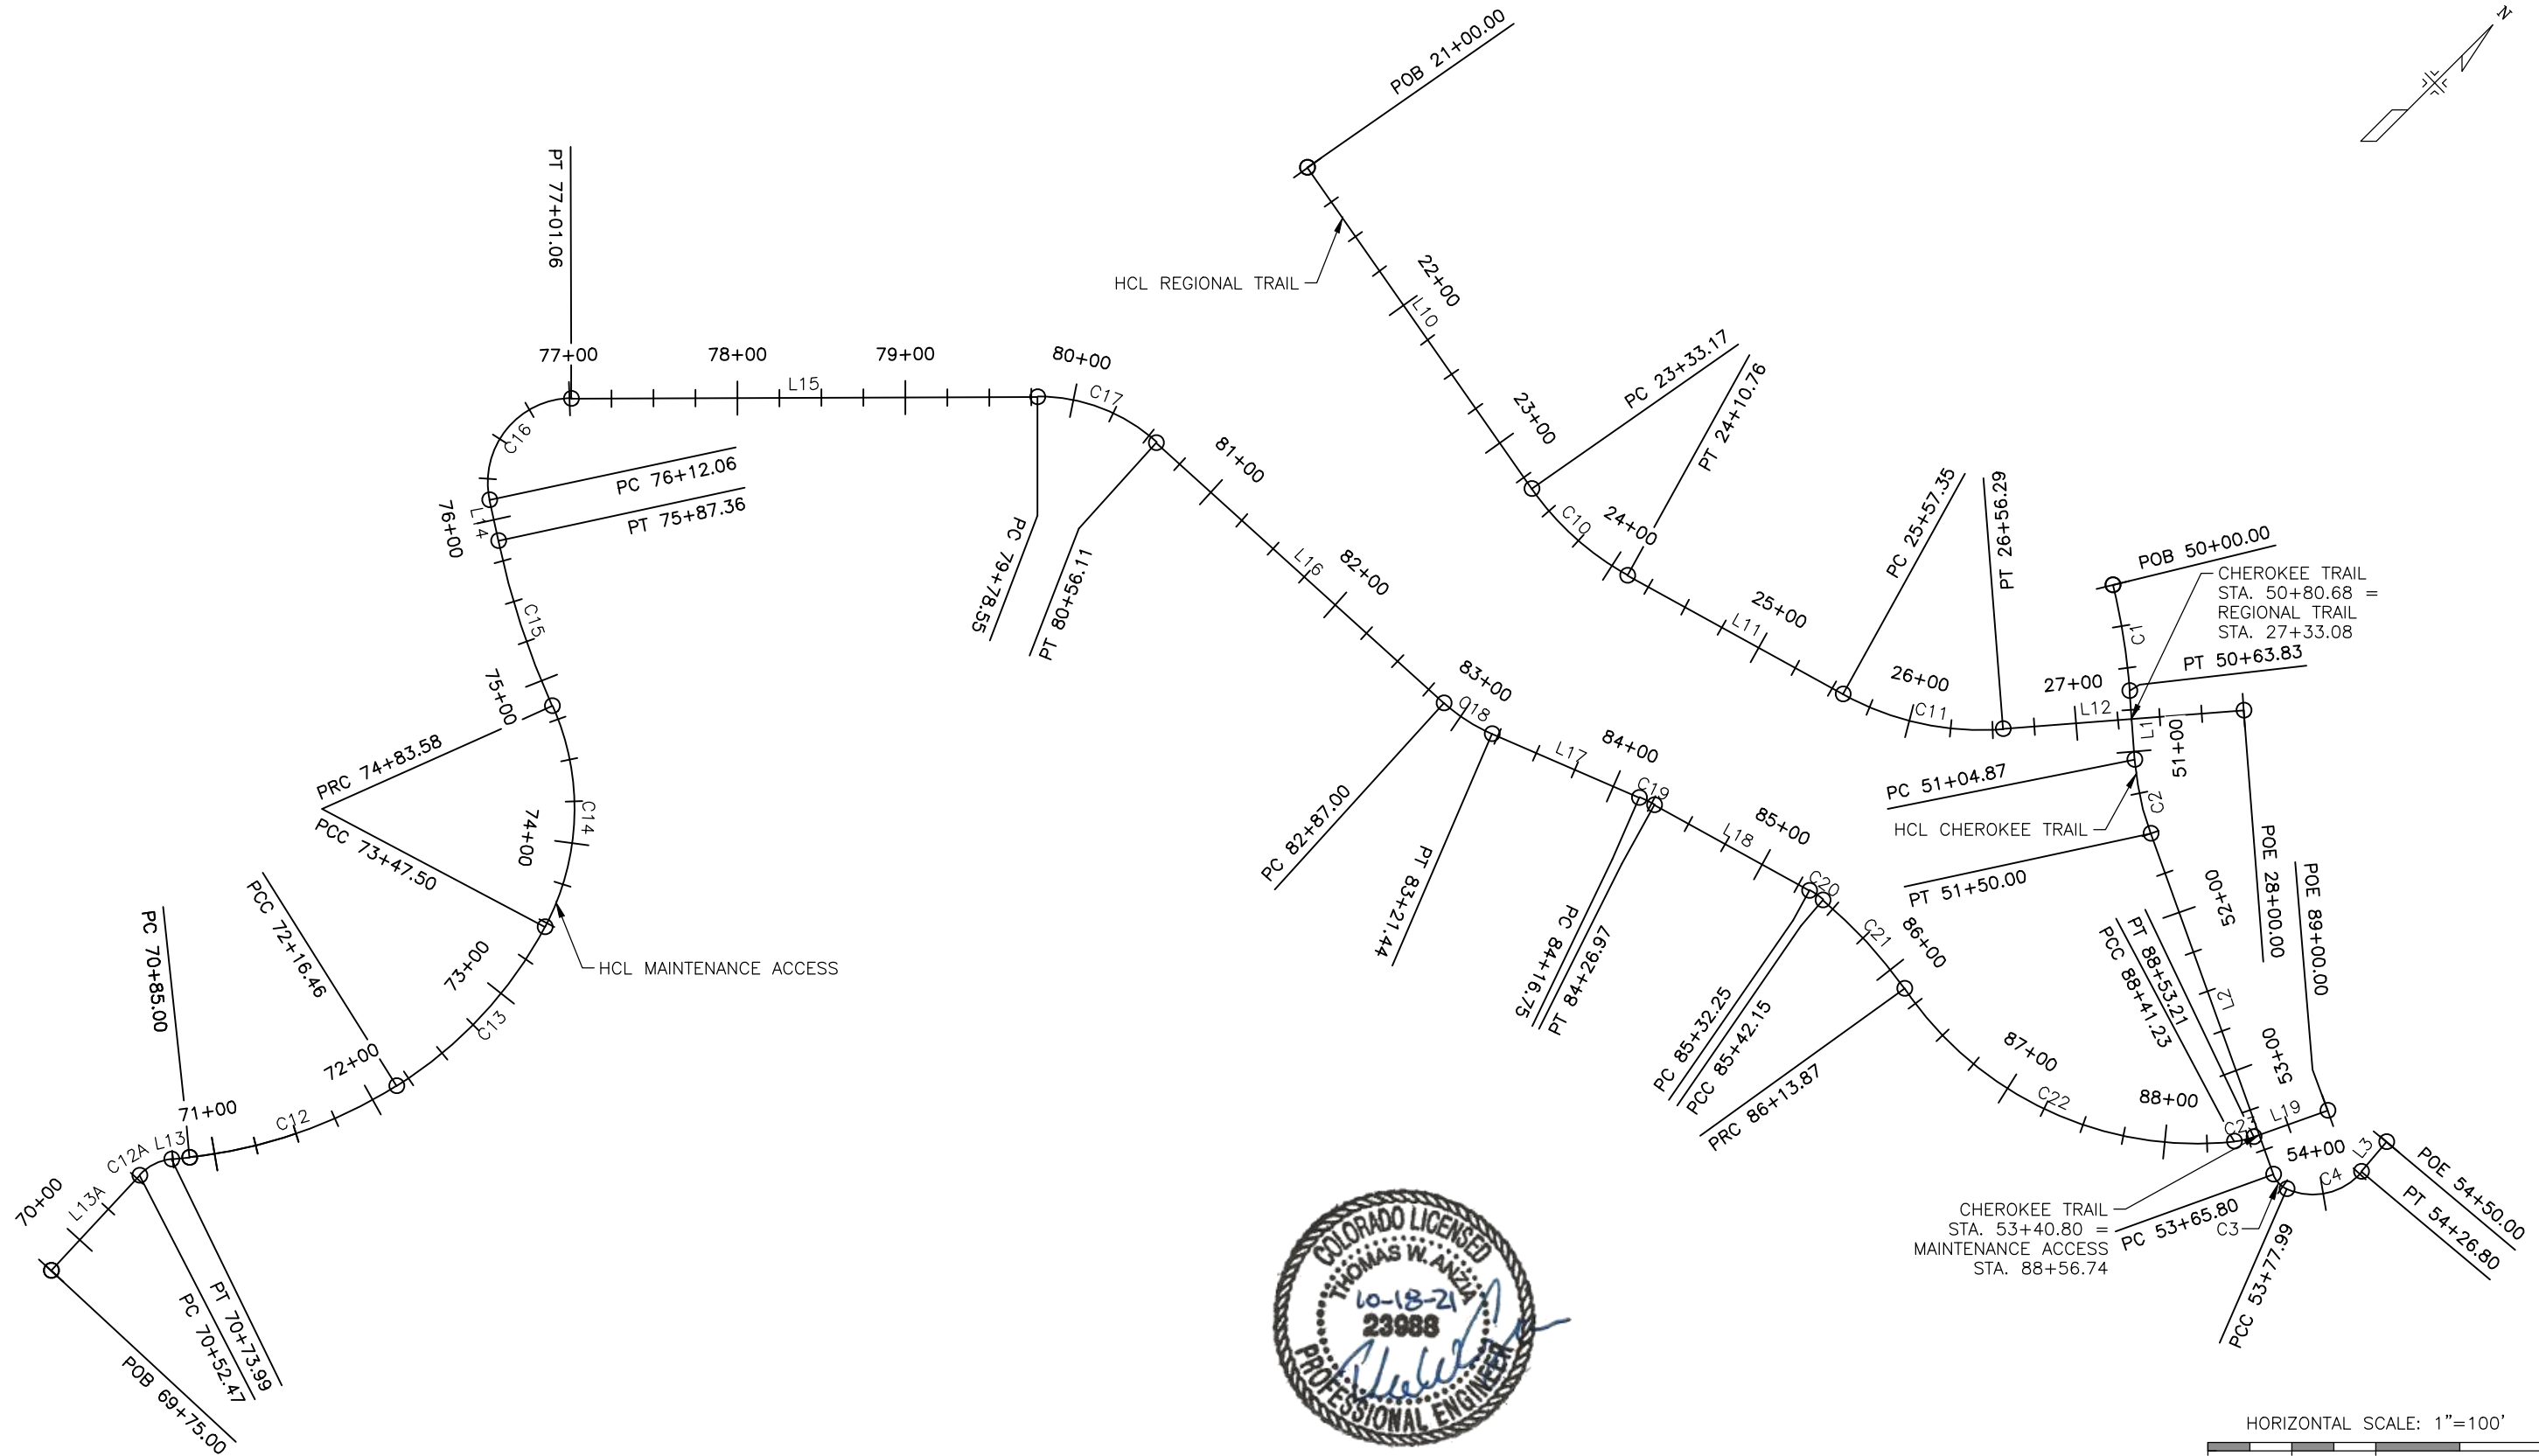 N
POB 21+00.00
HCL REGIONAL TRAIL
22+00
L10
23+00
PC 23+33.17
C10
24+00
PT 24+10.76
L11
25+00
PC 25+57.35
26+00
C11
PT 26+56.29
27+00
L12
POE 28+00.00
POB 50+00.00
C1
CHEROKEE TRAIL
STA. 50+80.68 =
REGIONAL TRAIL
STA. 27+33.08
PT 50+63.83
L1
51+00
PC 51+04.87
C2
HCL CHEROKEE TRAIL
PT 51+50.00
52+00
L2
53+00
PC 53+65.80
C3
PCC 53+77.99
54+00
C4
PT 54+26.80
L3
POE 54+50.00
CHEROKEE TRAIL
STA. 53+40.80 =
MAINTENANCE ACCESS
STA. 88+56.74
POB 69+75.00
70+00
L13A
PC 70+52.47
C12A
PT 70+73.99
L13
PC 70+85.00
71+00
C12
72+00
PCC 72+16.46
C13
73+00
PCC 73+47.50
HCL MAINTENANCE ACCESS
74+00
C14
PRC 74+83.58
75+00
C15
PT 75+87.36
L14
76+00
PC 76+12.06
C16
PT 77+01.06
77+00
78+00
L15
79+00
PC 79+78.55
80+00
C17
PT 80+56.11
81+00
L16
82+00
PC 82+87.00
83+00
C18
PT 83+21.44
L17
84+00
PC 84+16.75
C19
PT 84+26.97
L18
85+00
PC 85+32.25
C20
PCC 85+42.15
C21
86+00
PRC 86+13.87
87+00
C22
88+00
PCC 88+41.23
C23
PT 88+53.21
L19
POE 89+00.00
COLORADO LICENSED
THOMAS W. ANZIA
10-18-21
23988
PROFESSIONAL ENGINEER
HORIZONTAL SCALE: 1"=100'